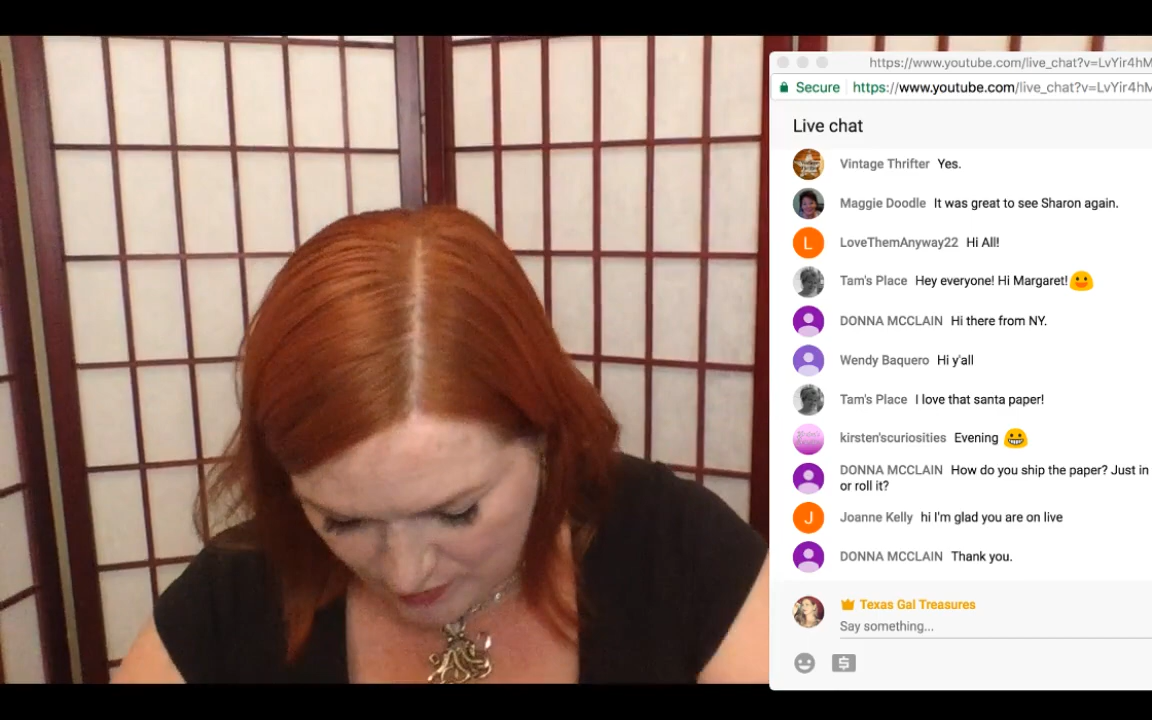 https://www.youtube.com/live_chat?v=LvYir4hM
Secure https://www.youtube.com/live_chat?v=LvYir4hM
Live chat
Vintage Thrifter Yes.
Maggie Doodle It was great to see Sharon again.
LoveThemAnyway22 Hi All!
Tam's Place Hey everyone! Hi Margaret!
DONNA MCCLAIN Hi there from NY.
Wendy Baquero Hi y'all
Tam's Place I love that santa paper!
kirsten'scuriosities Evening
DONNA MCCLAIN How do you ship the paper? Just in
or roll it?
L
J
Joanne Kelly hi I'm glad you are on live
DONNA MCCLAIN Thank you.
Texas Gal Treasures
Say something...